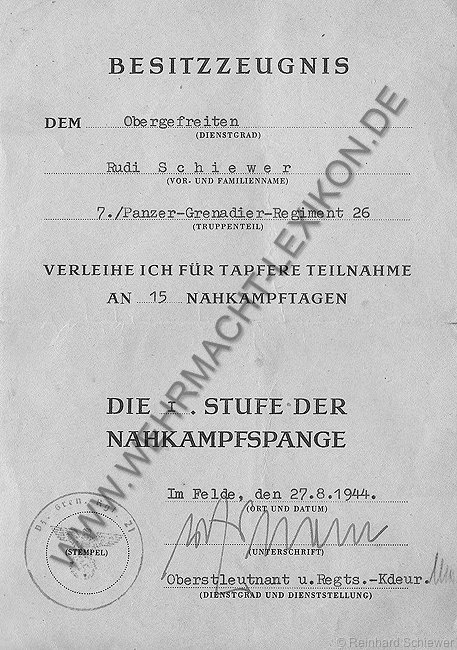 BESITZZEUGNIS
DEM Obergefreiten
(DIENSTGRAD)
Rudi Schiewer
(VOR- UND FAMILIENNAME)
7./Panzer-Grenadier-Regiment 26
(TRUPPENTEIL)
VERLEIHE ICH FÜR TAPFERE TEILNAHME
AN 15 NAHKAMPFTAGEN
DIE I. STUFE DER
NAHKAMPFSPANGE
Im Felde, den 27.8.1944.
(ORT UND DATUM)
(STEMPEL)
(UNTERSCHRIFT)
Oberstleutnant u.Regts.-Kdeur.
(DIENSTGRAD UND DIENSTSTELLUNG)
WWW.WEHRMACHT-LEXIKON.DE
© Reinhard Schiewer